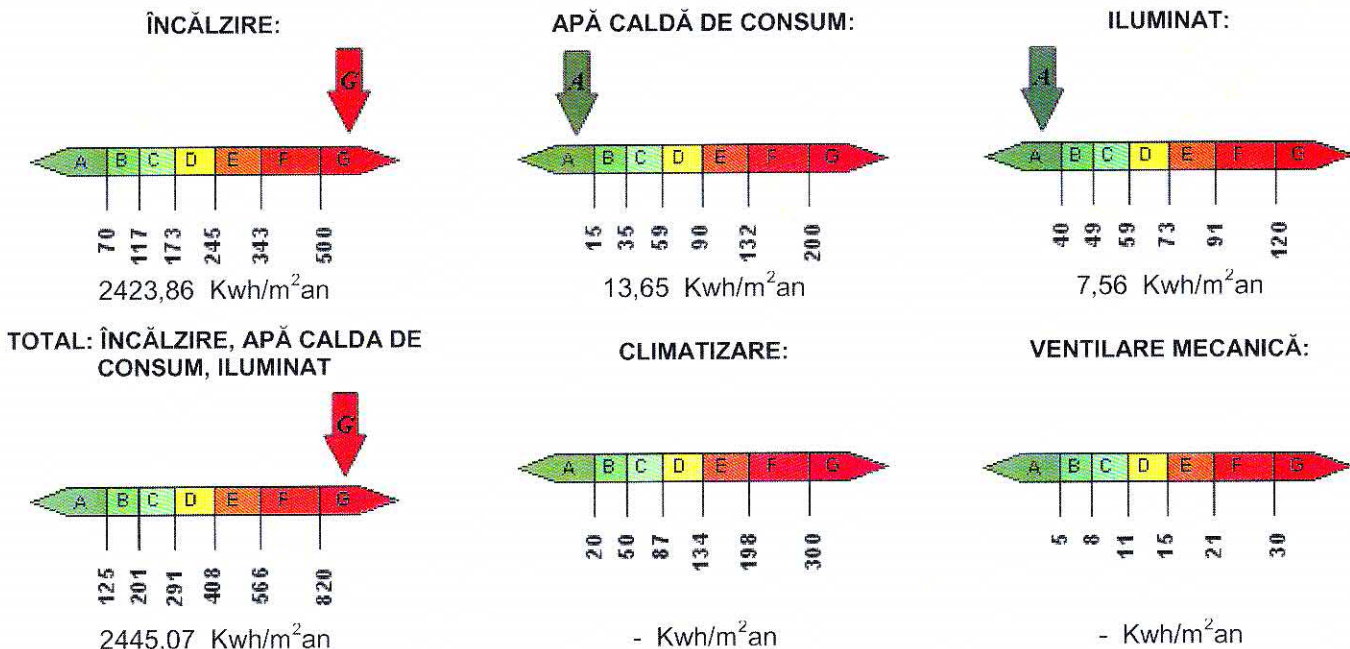 ÎNCĂLZIRE:
G
A B C D E F G
70 117 173 245 343 500
2423,86 Kwh/m²an
APĂ CALDĂ DE CONSUM:
A
A B C D E F G
15 35 59 90 132 200
13,65 Kwh/m²an
ILUMINAT:
A
A B C D E F G
40 49 59 73 91 120
7,56 Kwh/m²an
TOTAL: ÎNCĂLZIRE, APĂ CALDA DE
CONSUM, ILUMINAT
G
A B C D E F G
125 201 291 408 566 820
2445,07 Kwh/m²an
CLIMATIZARE:
A B C D E F G
20 50 87 134 198 300
- Kwh/m²an
VENTILARE MECANICĂ:
A B C D E F G
5 8 11 15 21 30
- Kwh/m²an